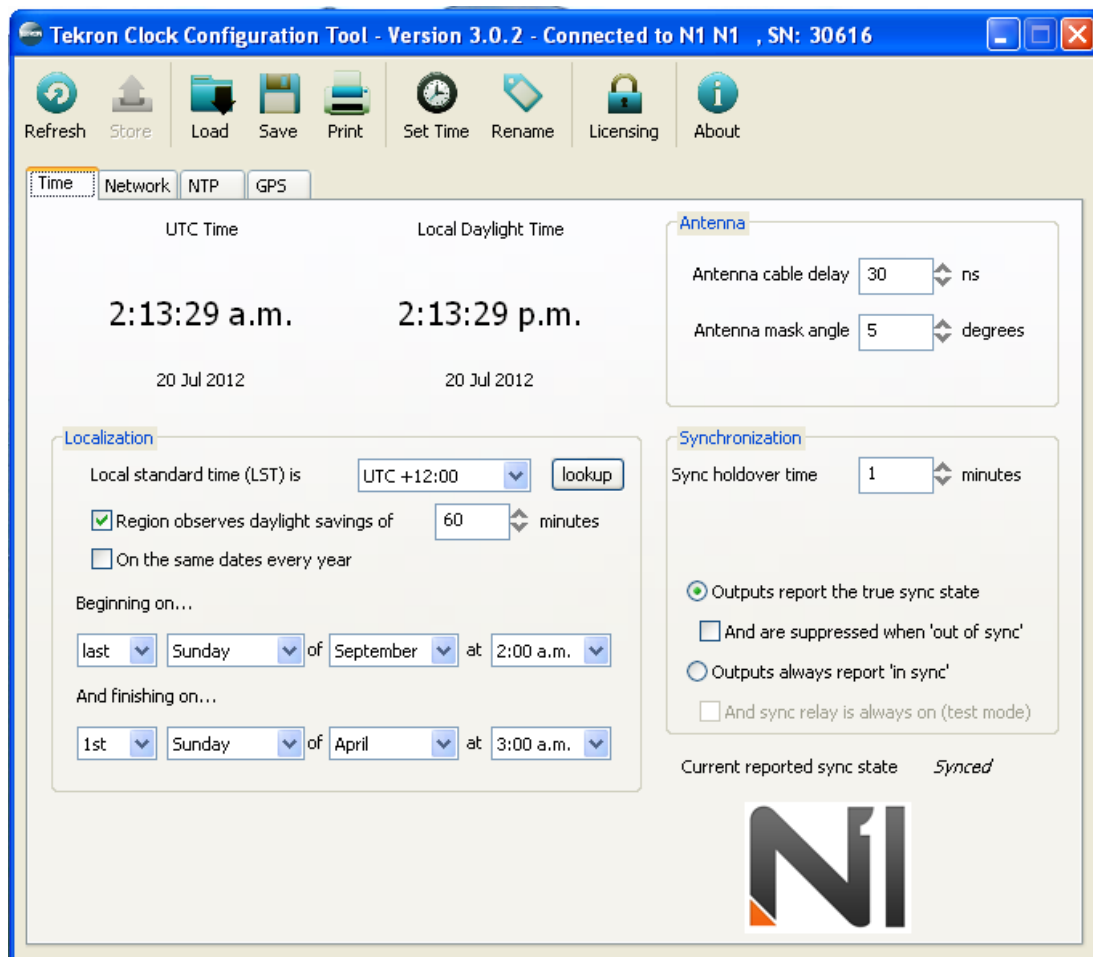 Tekron Clock Configuration Tool - Version 3.0.2 - Connected to N1 N1 , SN: 30616
Refresh Store Load Save Print Set Time Rename Licensing About
Time Network NTP GPS
UTC Time Local Daylight Time
2:13:29 a.m. 2:13:29 p.m.
20 Jul 2012 20 Jul 2012
Antenna
Antenna cable delay 30 ns
Antenna mask angle 5 degrees
Localization
Local standard time (LST) is UTC +12:00 lookup
Region observes daylight savings of 60 minutes
On the same dates every year
Beginning on...
last Sunday of September at 2:00 a.m.
And finishing on...
1st Sunday of April at 3:00 a.m.
Synchronization
Sync holdover time 1 minutes
Outputs report the true sync state
And are suppressed when 'out of sync'
Outputs always report 'in sync'
And sync relay is always on (test mode)
Current reported sync state Synced
N1